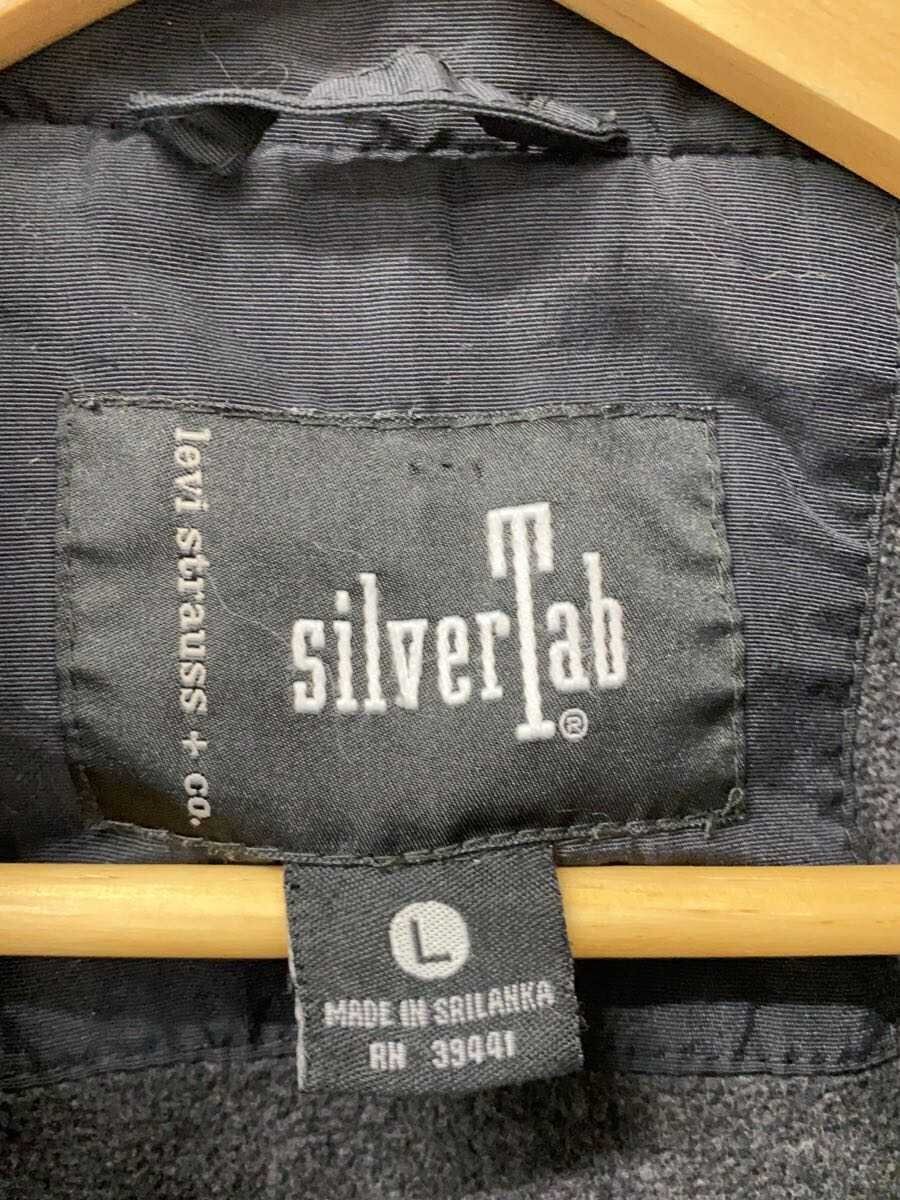 levi strauss + co.
silverTab®
L
MADE IN SRILANKA
RN 39441